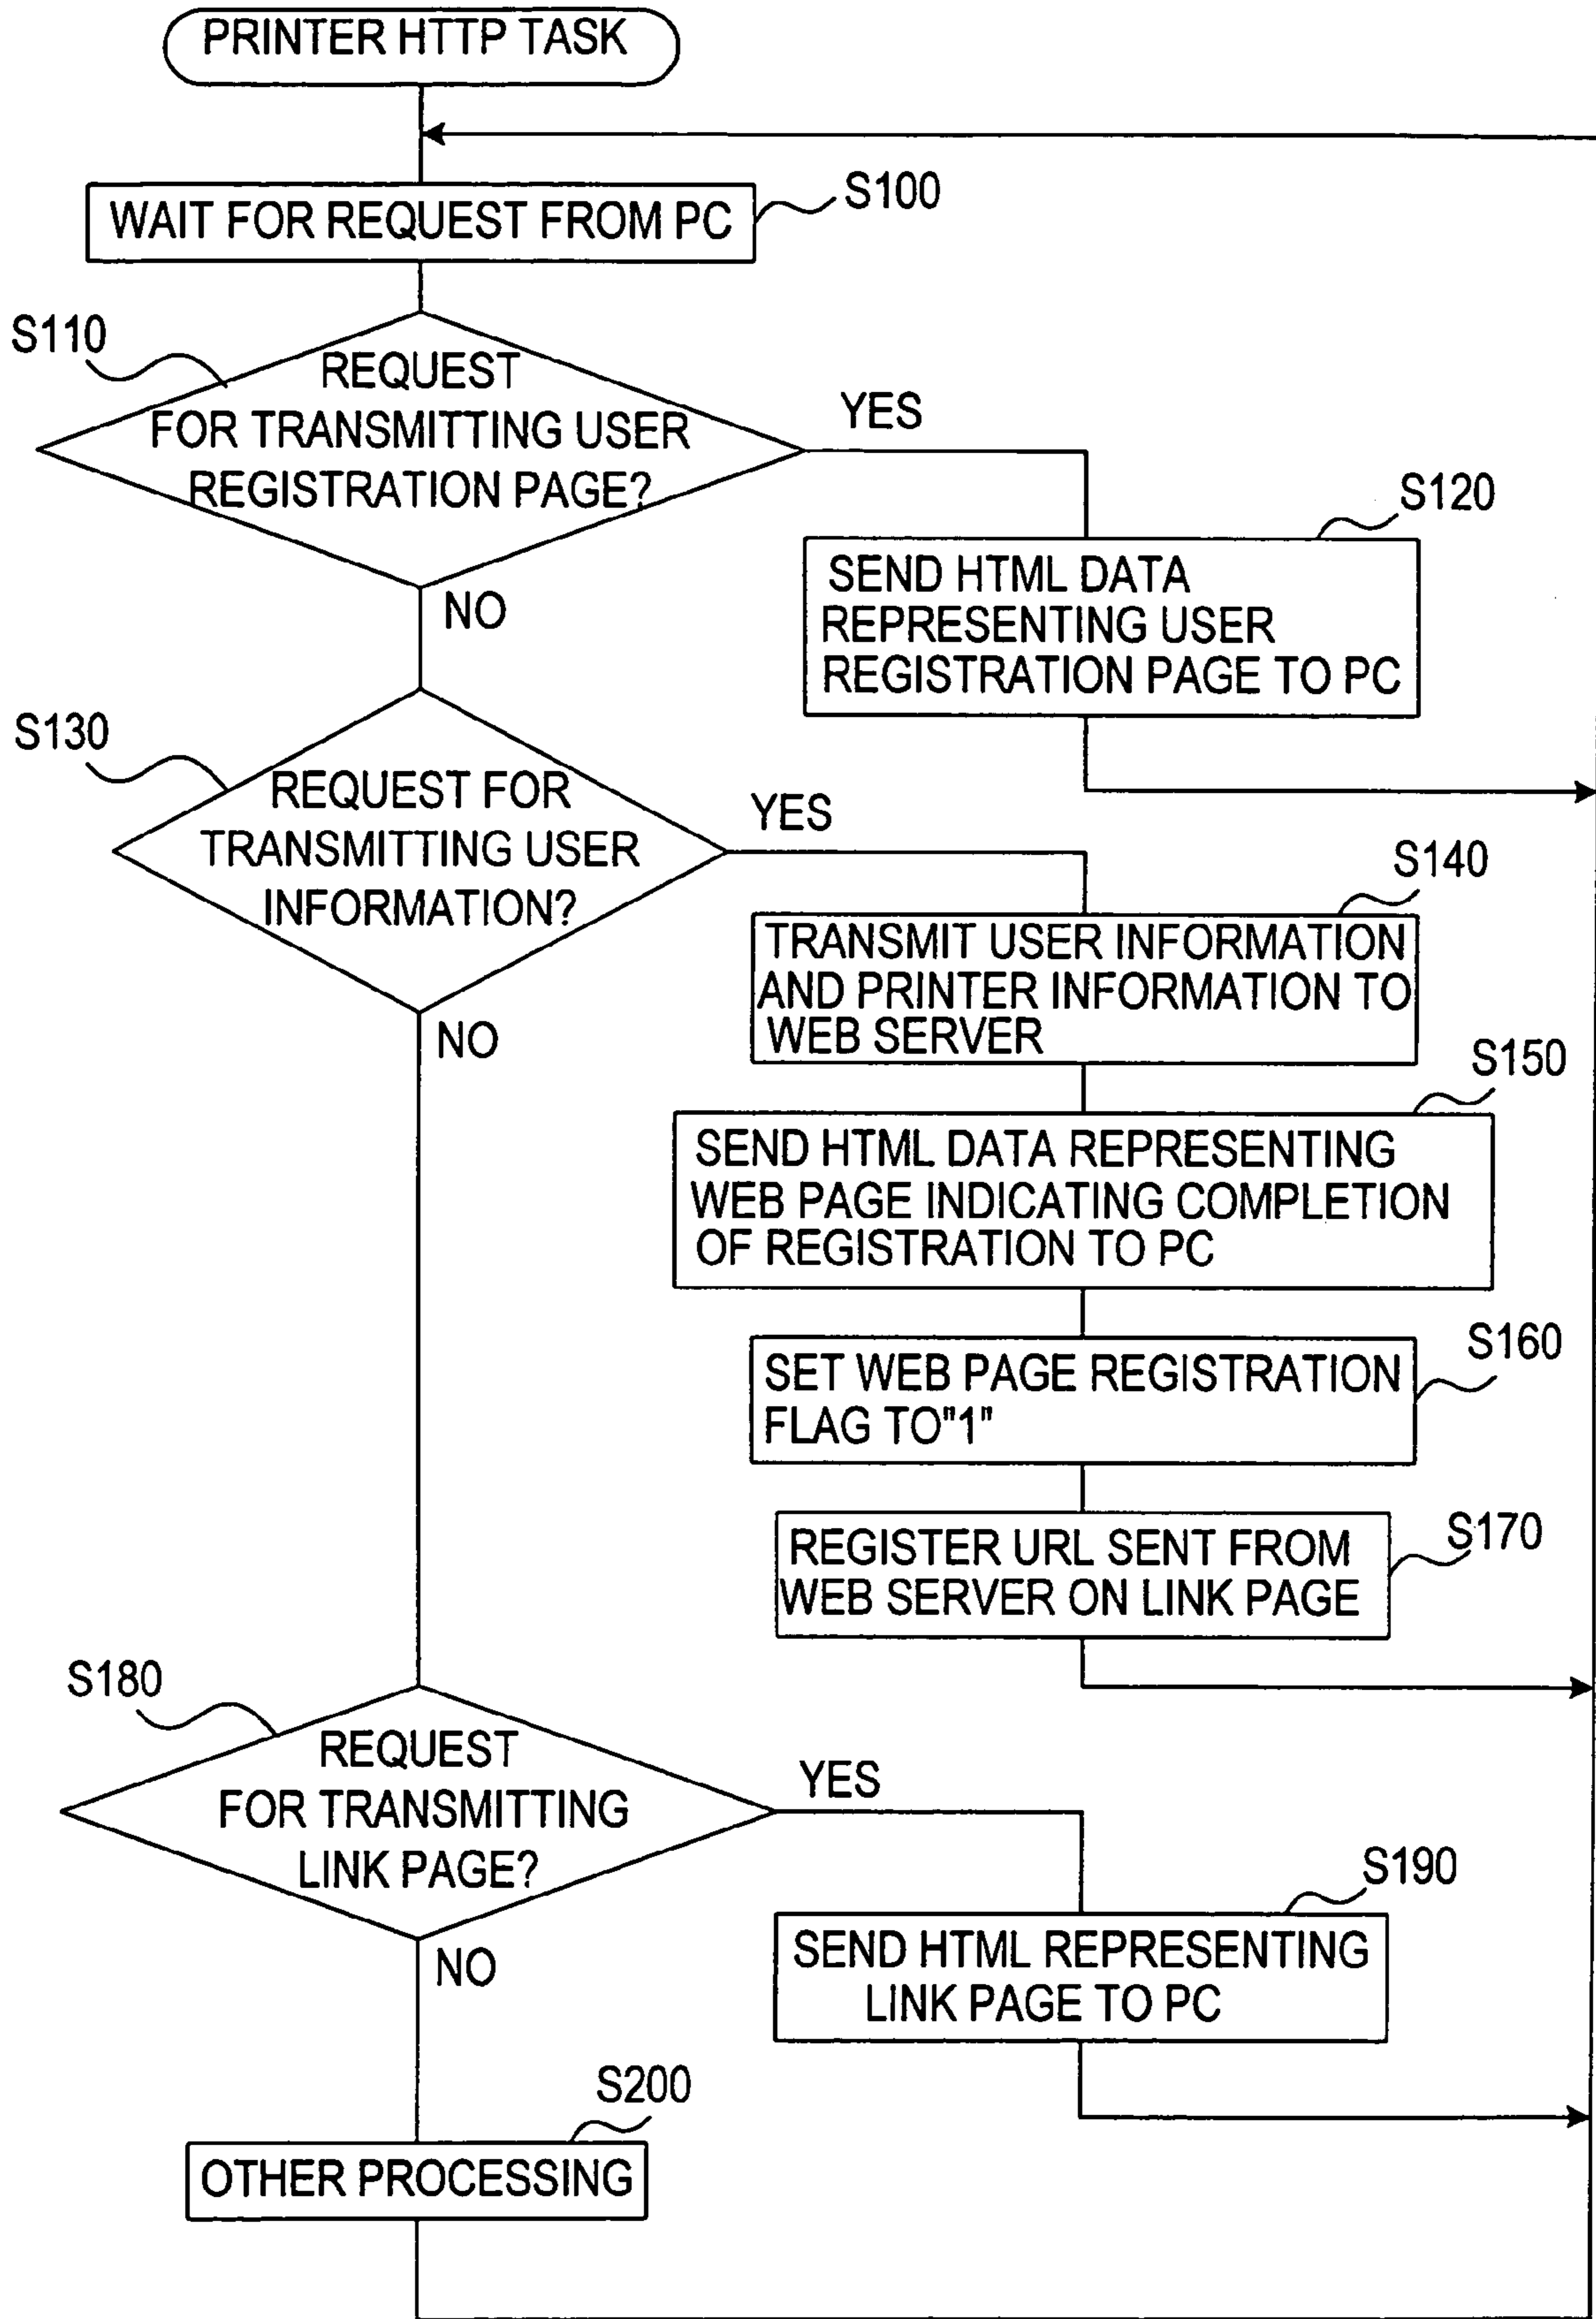 PRINTER HTTP TASK
WAIT FOR REQUEST FROM PC
S100
S110
REQUEST
FOR TRANSMITTING USER
REGISTRATION PAGE?
YES
NO
S120
SEND HTML DATA
REPRESENTING USER
REGISTRATION PAGE TO PC
S130
REQUEST FOR
TRANSMITTING USER
INFORMATION?
YES
NO
S140
TRANSMIT USER INFORMATION
AND PRINTER INFORMATION TO
WEB SERVER
S150
SEND HTML DATA REPRESENTING
WEB PAGE INDICATING COMPLETION
OF REGISTRATION TO PC
S160
SET WEB PAGE REGISTRATION
FLAG TO"1"
S170
REGISTER URL SENT FROM
WEB SERVER ON LINK PAGE
S180
REQUEST
FOR TRANSMITTING
LINK PAGE?
YES
NO
S190
SEND HTML REPRESENTING
LINK PAGE TO PC
S200
OTHER PROCESSING